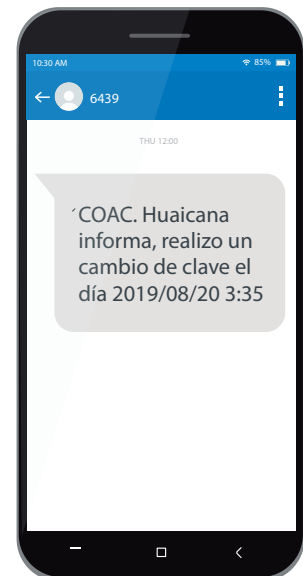 10:30 AM 85%
6439
THU 12:00
´COAC. Huaicana
informa, realizo un
cambio de clave el
día 2019/08/20 3:35